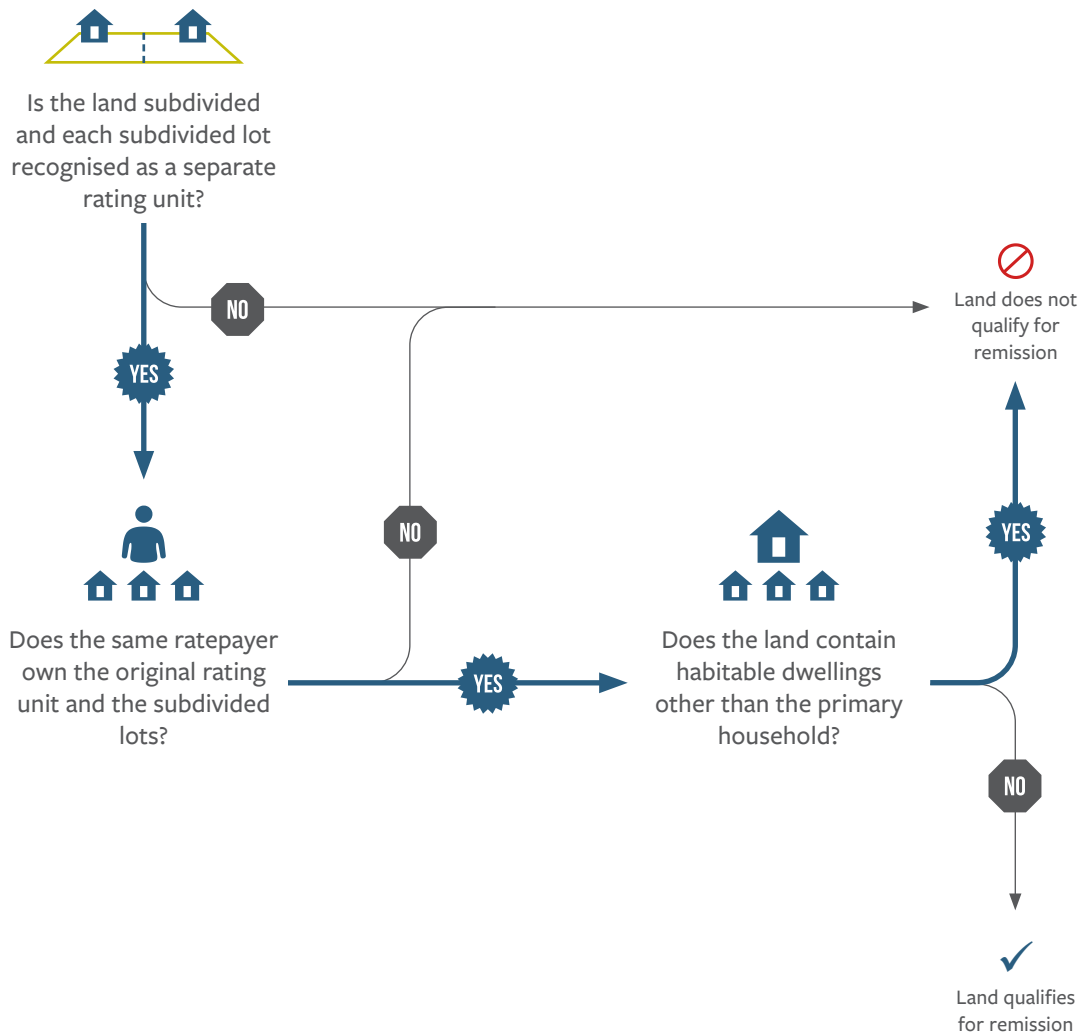 Is the land subdivided
and each subdivided lot
recognised as a separate
rating unit?
NO
Land does not
qualify for
remission
YES
NO
YES
Does the same ratepayer
own the original rating
unit and the subdivided
lots?
YES
Does the land contain
habitable dwellings
other than the primary
household?
NO
Land qualifies
for remission